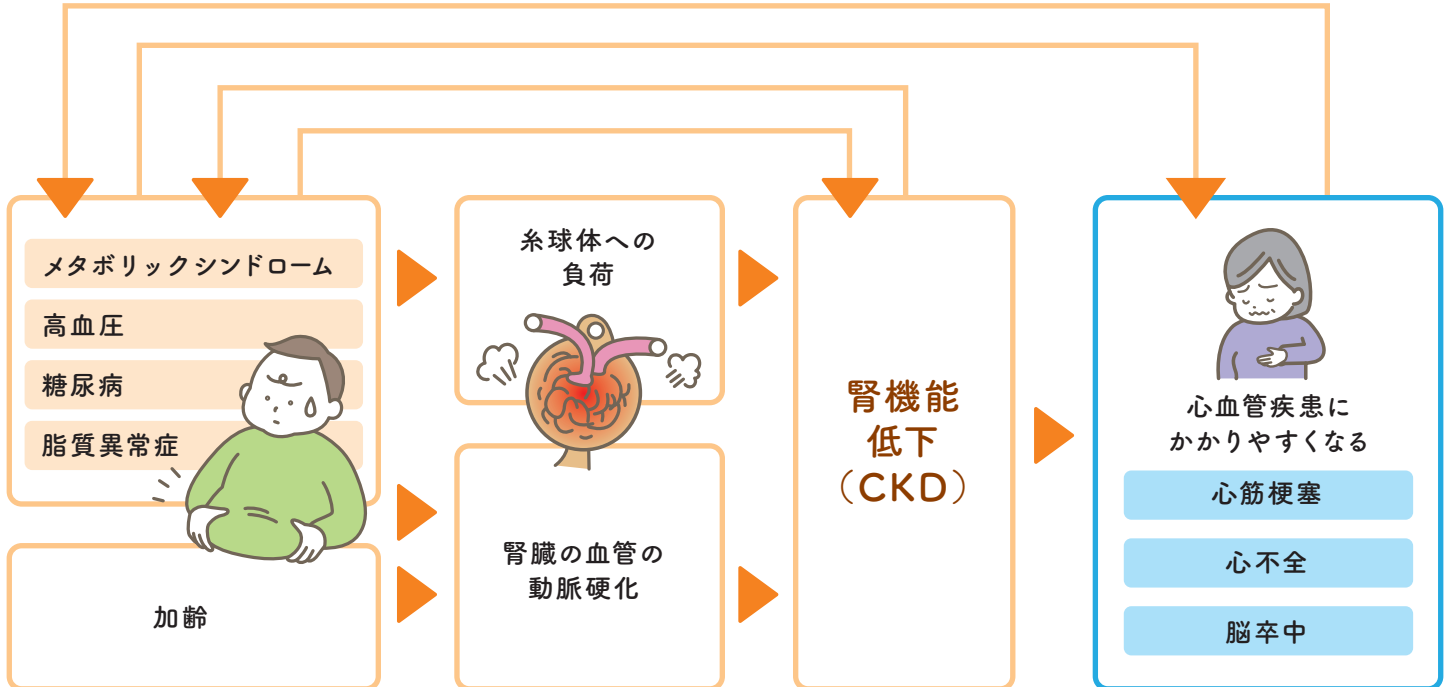 メタボリックシンドローム
高血圧
糖尿病
脂質異常症
加齢
糸球体への
負荷
腎臓の血管の
動脈硬化
腎機能
低下
（CKD）
心血管疾患に
かかりやすくなる
心筋梗塞
心不全
脳卒中